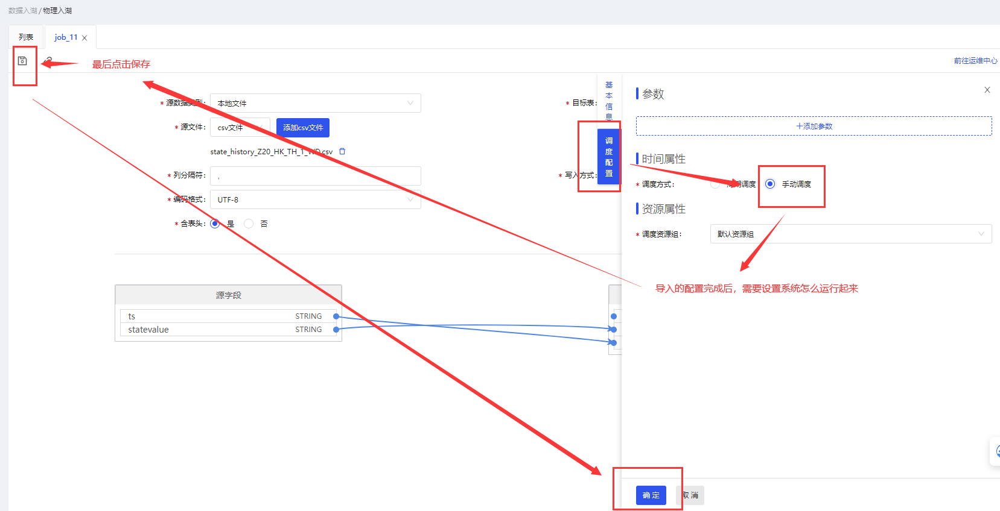 数据入湖 / 物理入湖
列表
job_11
最后点击保存
前往运维中心
* 源数据类型:
本地文件
* 目标表:
* 源文件:
csv文件
添加csv文件
state_history_Z20_HK_TH_1_WD.csv
* 列分隔符:
,
* 写入方式:
* 编码格式:
UTF-8
* 含表头:
是
否
源字段
ts STRING
statevalue STRING
基本信息
调度配置
参数
+添加参数
时间属性
* 调度方式:
周期调度
手动调度
资源属性
* 调度资源组:
默认资源组
导入的配置完成后，需要设置系统怎么运行起来
确 定
取 消